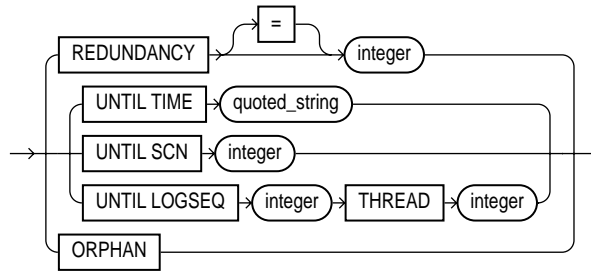 =
REDUNDANCY integer
UNTIL TIME quoted_string
UNTIL SCN integer
UNTIL LOGSEQ integer THREAD integer
ORPHAN